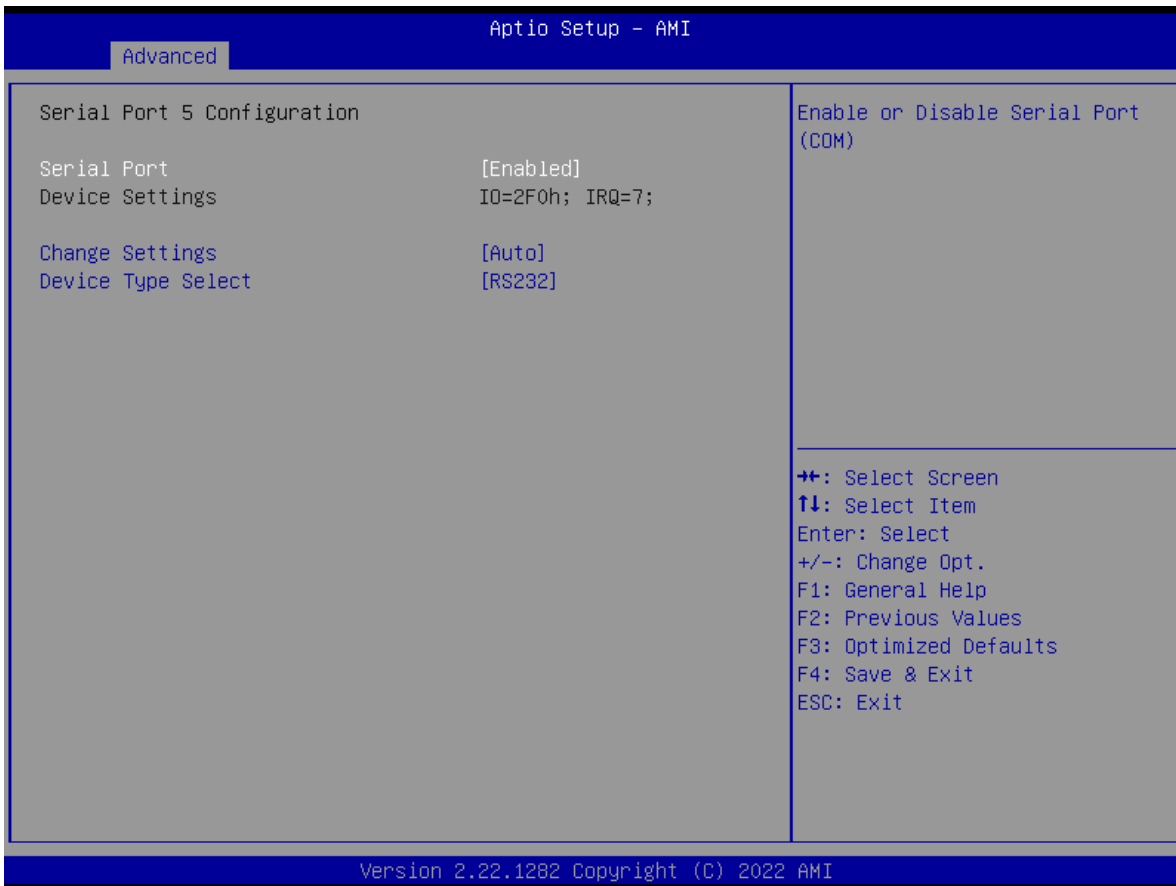 Aptio Setup – AMI
Advanced
Serial Port 5 Configuration
Serial Port [Enabled]
Device Settings IO=2F0h; IRQ=7;
Change Settings [Auto]
Device Type Select [RS232]
Enable or Disable Serial Port
(COM)
→←: Select Screen
↑↓: Select Item
Enter: Select
+/-: Change Opt.
F1: General Help
F2: Previous Values
F3: Optimized Defaults
F4: Save & Exit
ESC: Exit
Version 2.22.1282 Copyright (C) 2022 AMI